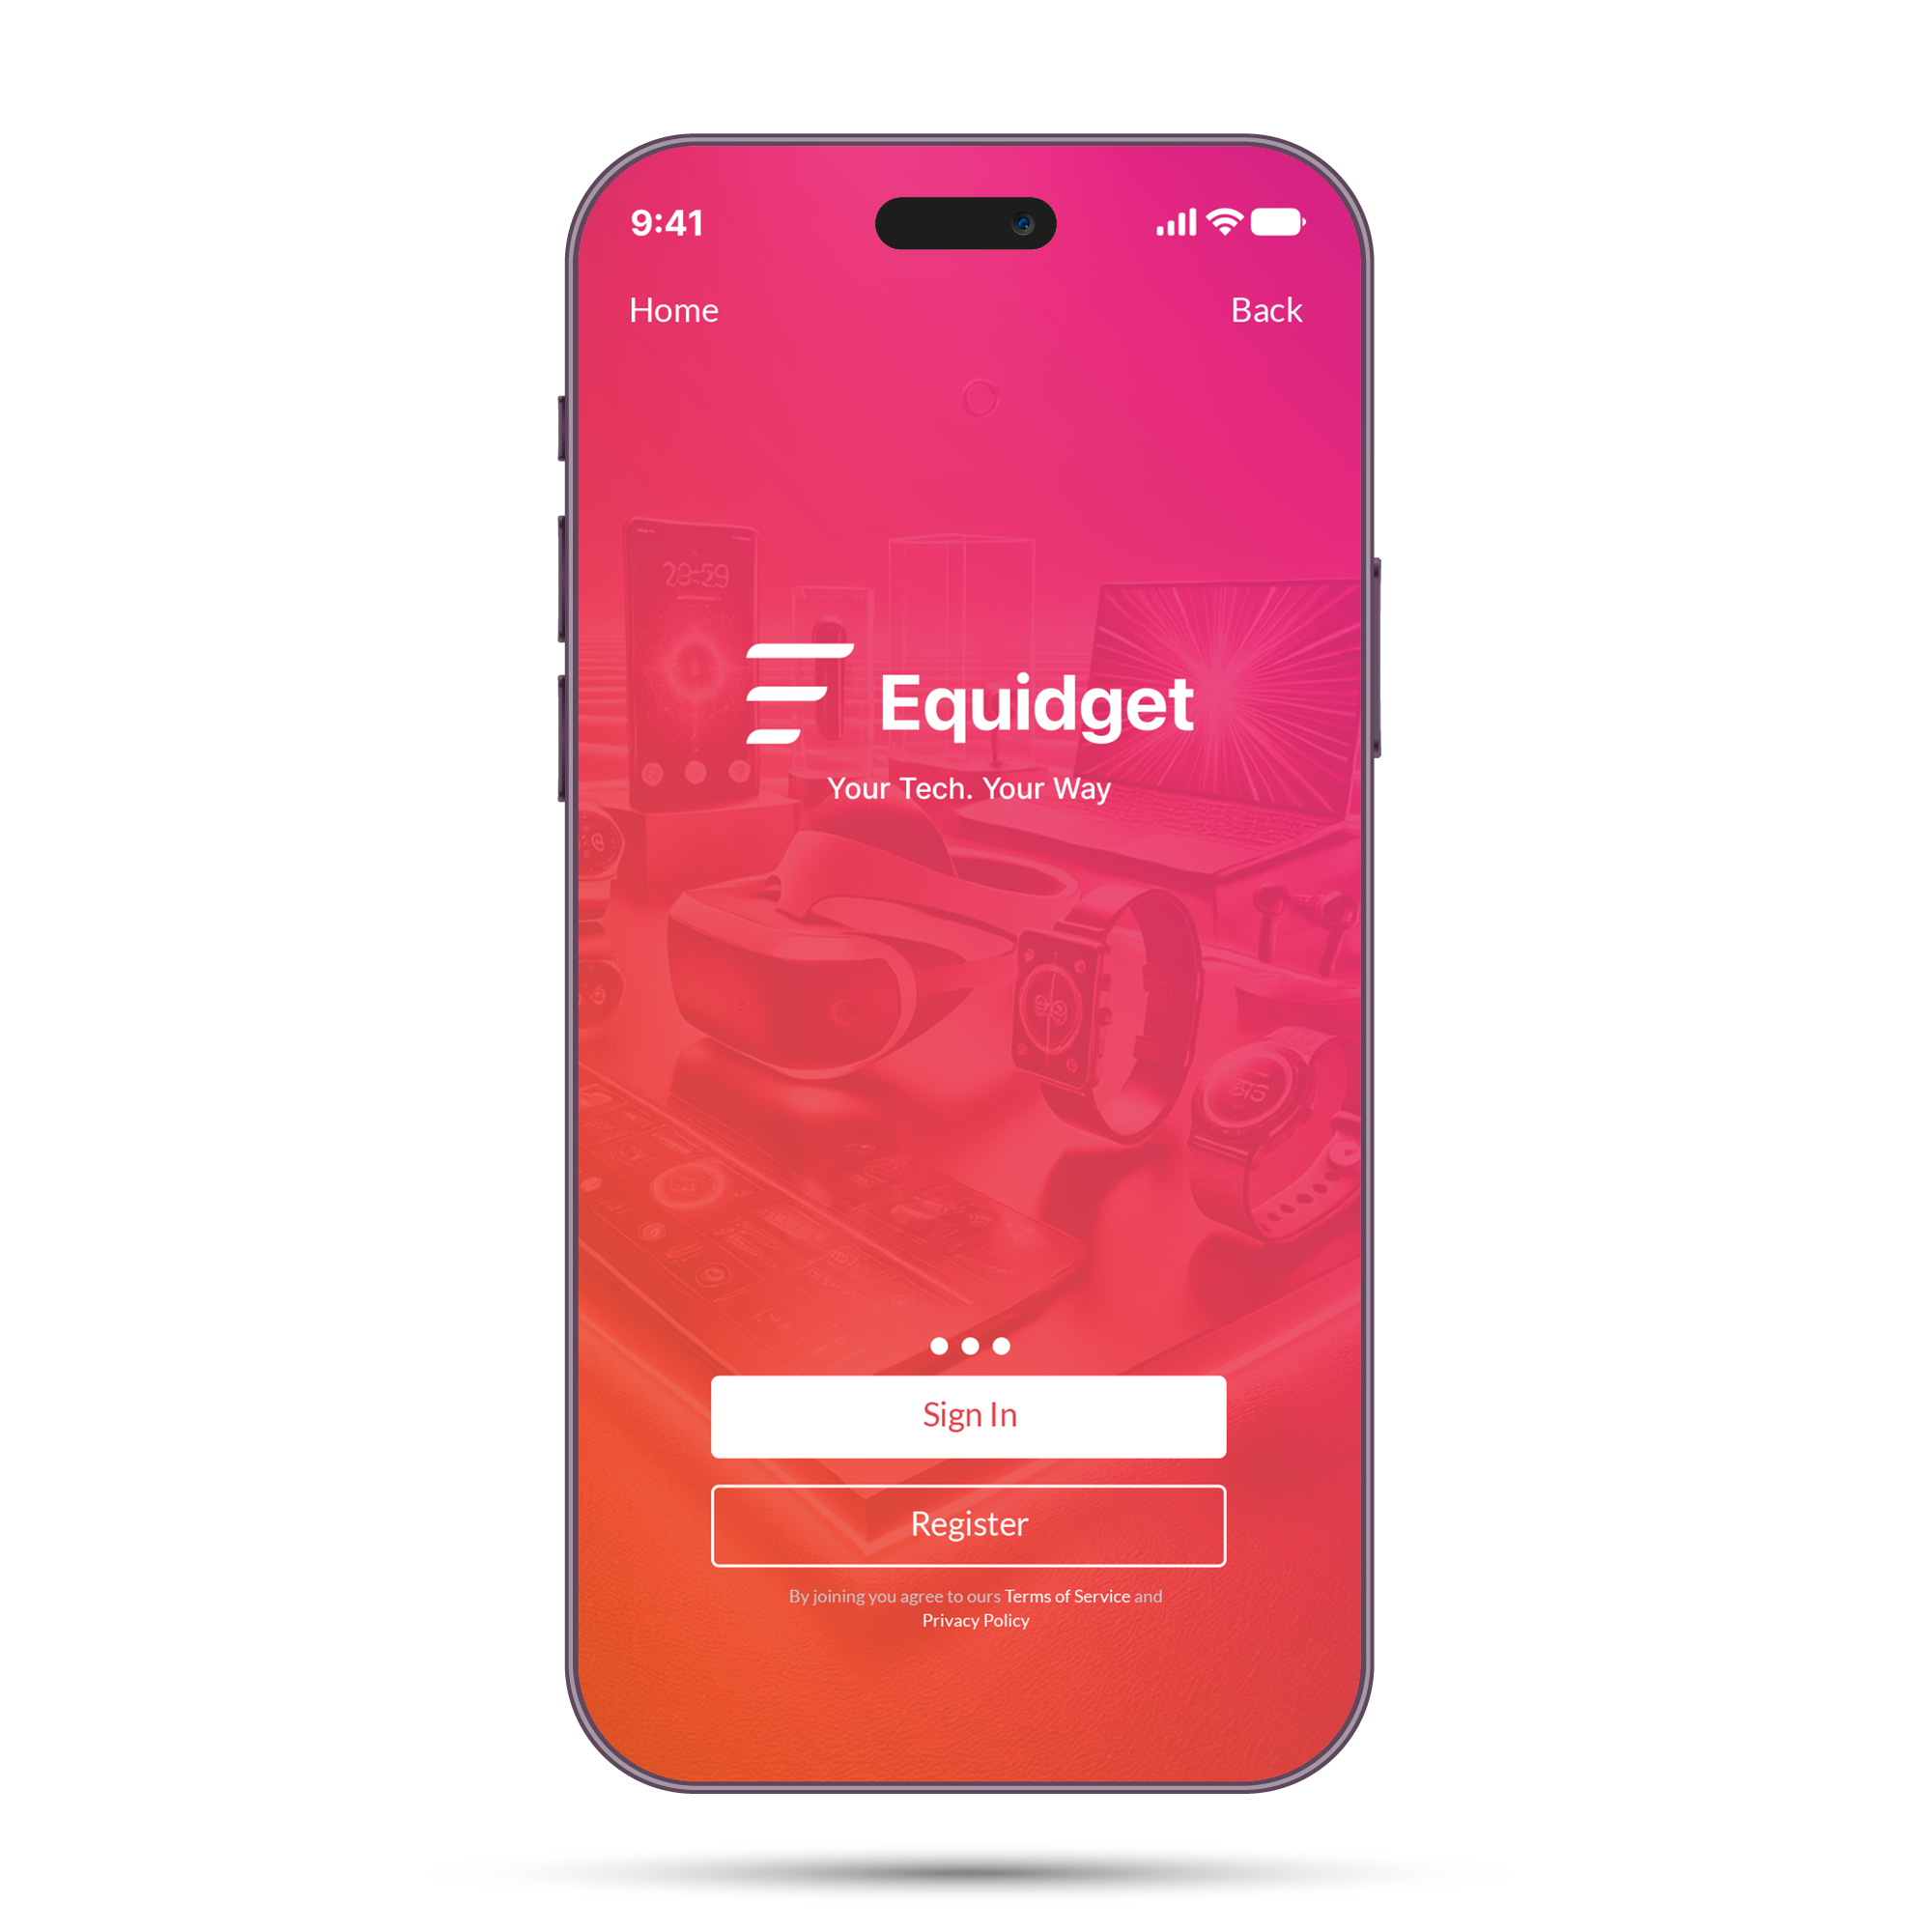 9:41
Home
Back
28:59
Equidget
Your Tech. Your Way
Sign In
Register
By joining you agree to ours Terms of Service and
Privacy Policy